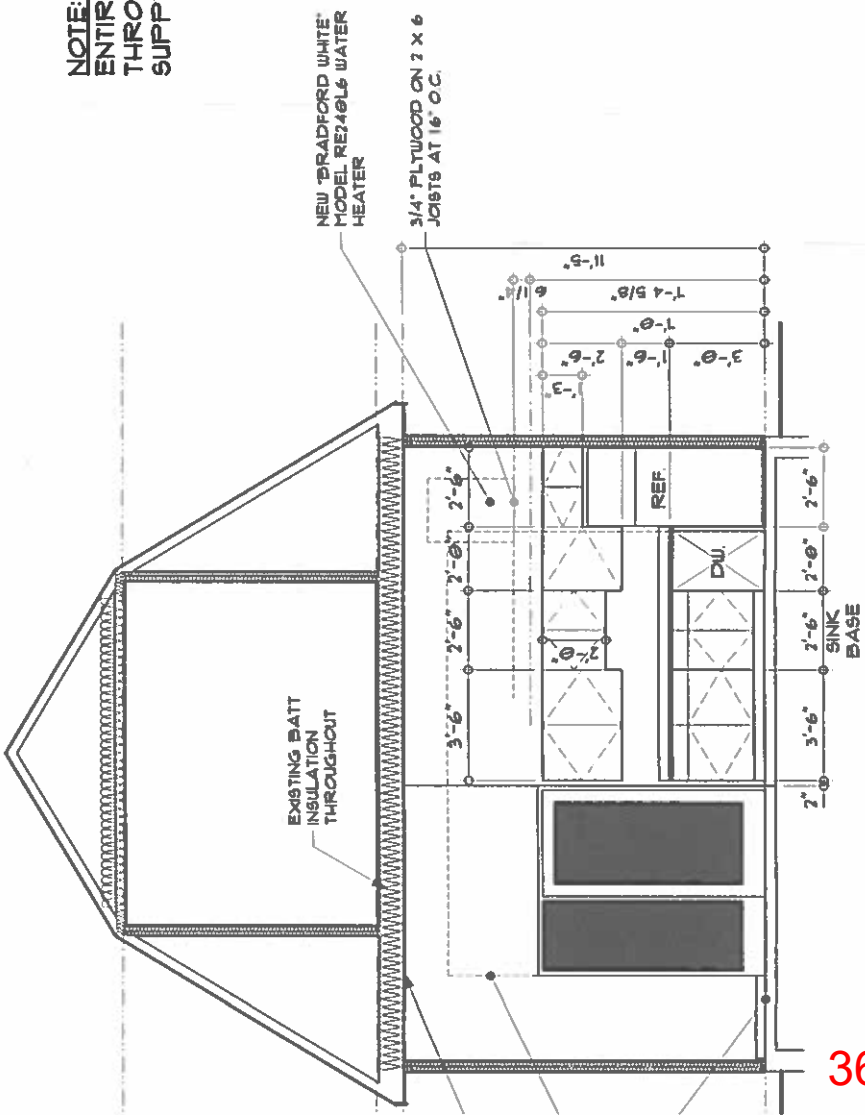 NOTE:
ENTIR
THRO
SUPP
NEW "BRADFORD WHITE"
MODEL RE240L6 WATER
HEATER
3/4" PLYWOOD ON 2 X 6
JOISTS AT 16" O.C.
EXISTING BATT
INSULATION
THROUGHOUT
11'-5"
6 1/4"
7'-4 5/8"
7'-0"
2'-6"
1'-6"
3'-0"
1'-3"
3'-6"
2'-6"
2'-0"
2'-6"
2'-0"
REF.
D.W.
2"
3'-6"
2'-6"
2'-0"
2'-6"
SINK
BASE
36